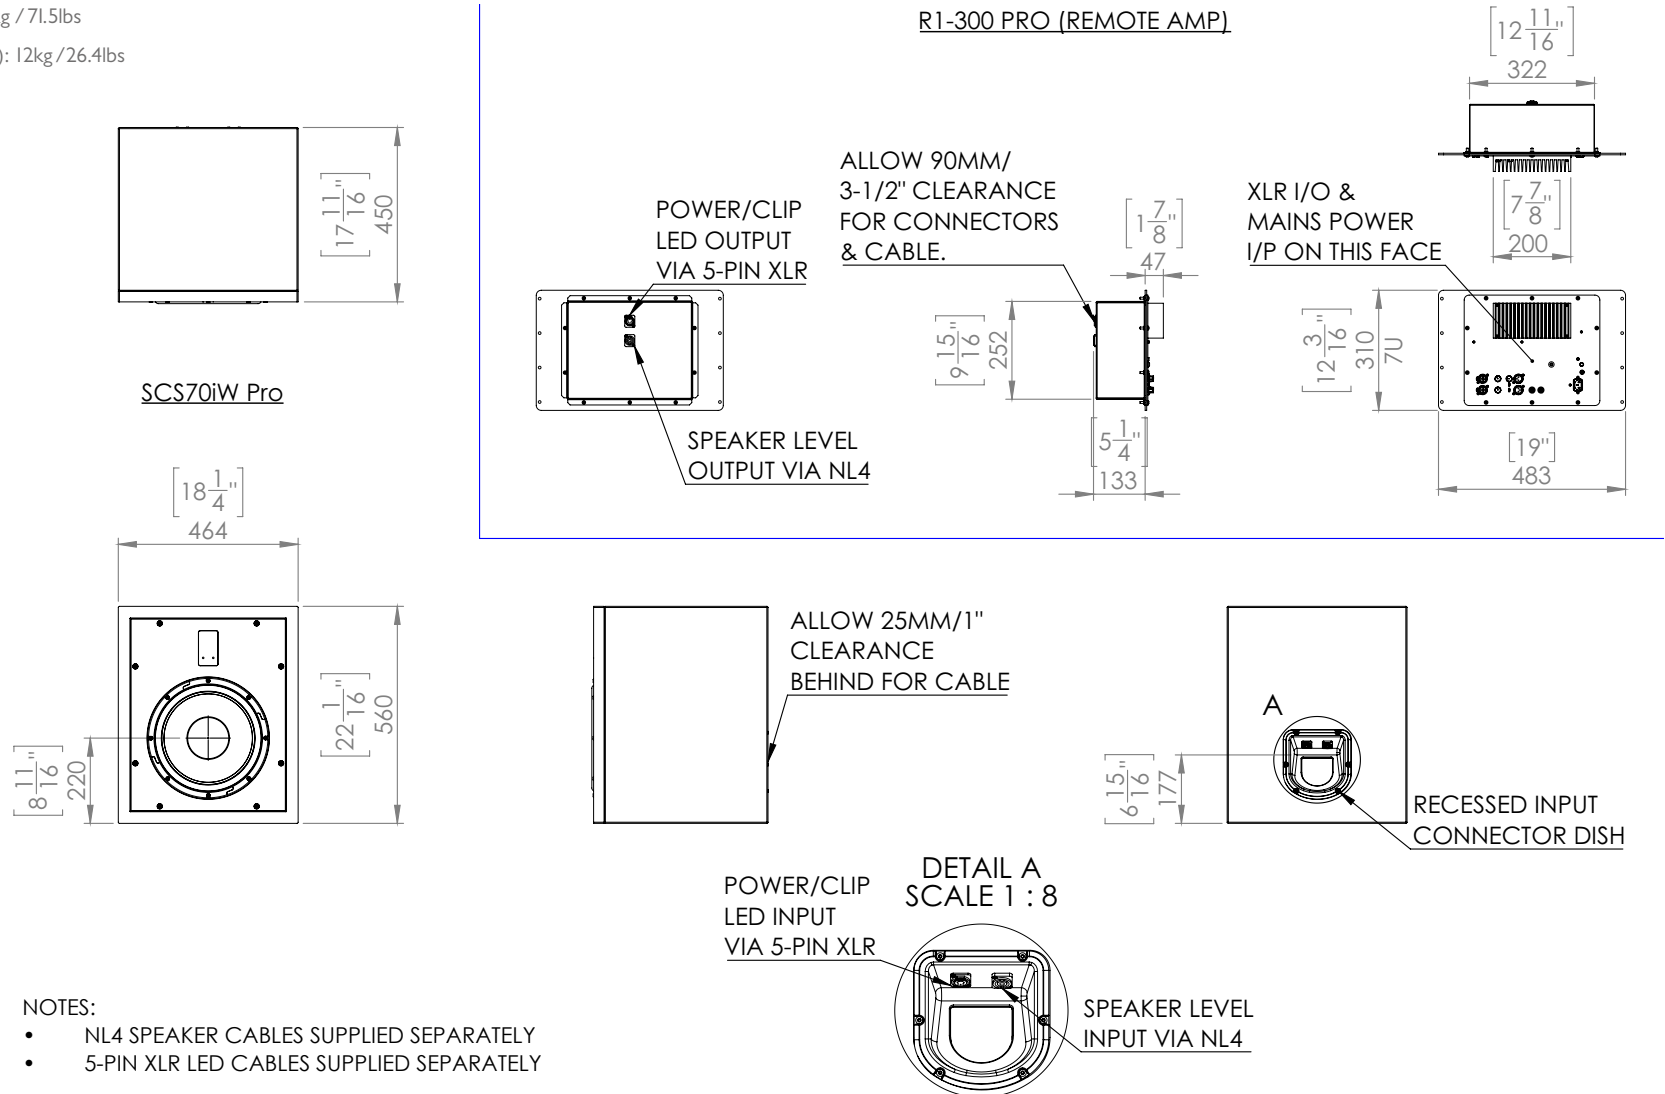 g / 71.5lbs
): 12kg / 26.4lbs
R1-300 PRO (REMOTE AMP)
[12 11/16"]
322
[17 11/16"]
450
SCS70iW Pro
POWER/CLIP
LED OUTPUT
VIA 5-PIN XLR
SPEAKER LEVEL
OUTPUT VIA NL4
ALLOW 90MM/
3-1/2" CLEARANCE
FOR CONNECTORS
& CABLE.
[1 7/8"]
47
[9 15/16"]
252
[5 1/4"]
133
XLR I/O &
MAINS POWER
I/P ON THIS FACE
[7 7/8"]
200
[12 3/16"]
310
7U
[19"]
483
[18 1/4"]
464
[22 1/16"]
560
[8 11/16"]
220
ALLOW 25MM/1"
CLEARANCE
BEHIND FOR CABLE
A
[6 15/16"]
177
RECESSED INPUT
CONNECTOR DISH
DETAIL A
SCALE 1 : 8
POWER/CLIP
LED INPUT
VIA 5-PIN XLR
SPEAKER LEVEL
INPUT VIA NL4
NOTES:
• NL4 SPEAKER CABLES SUPPLIED SEPARATELY
• 5-PIN XLR LED CABLES SUPPLIED SEPARATELY